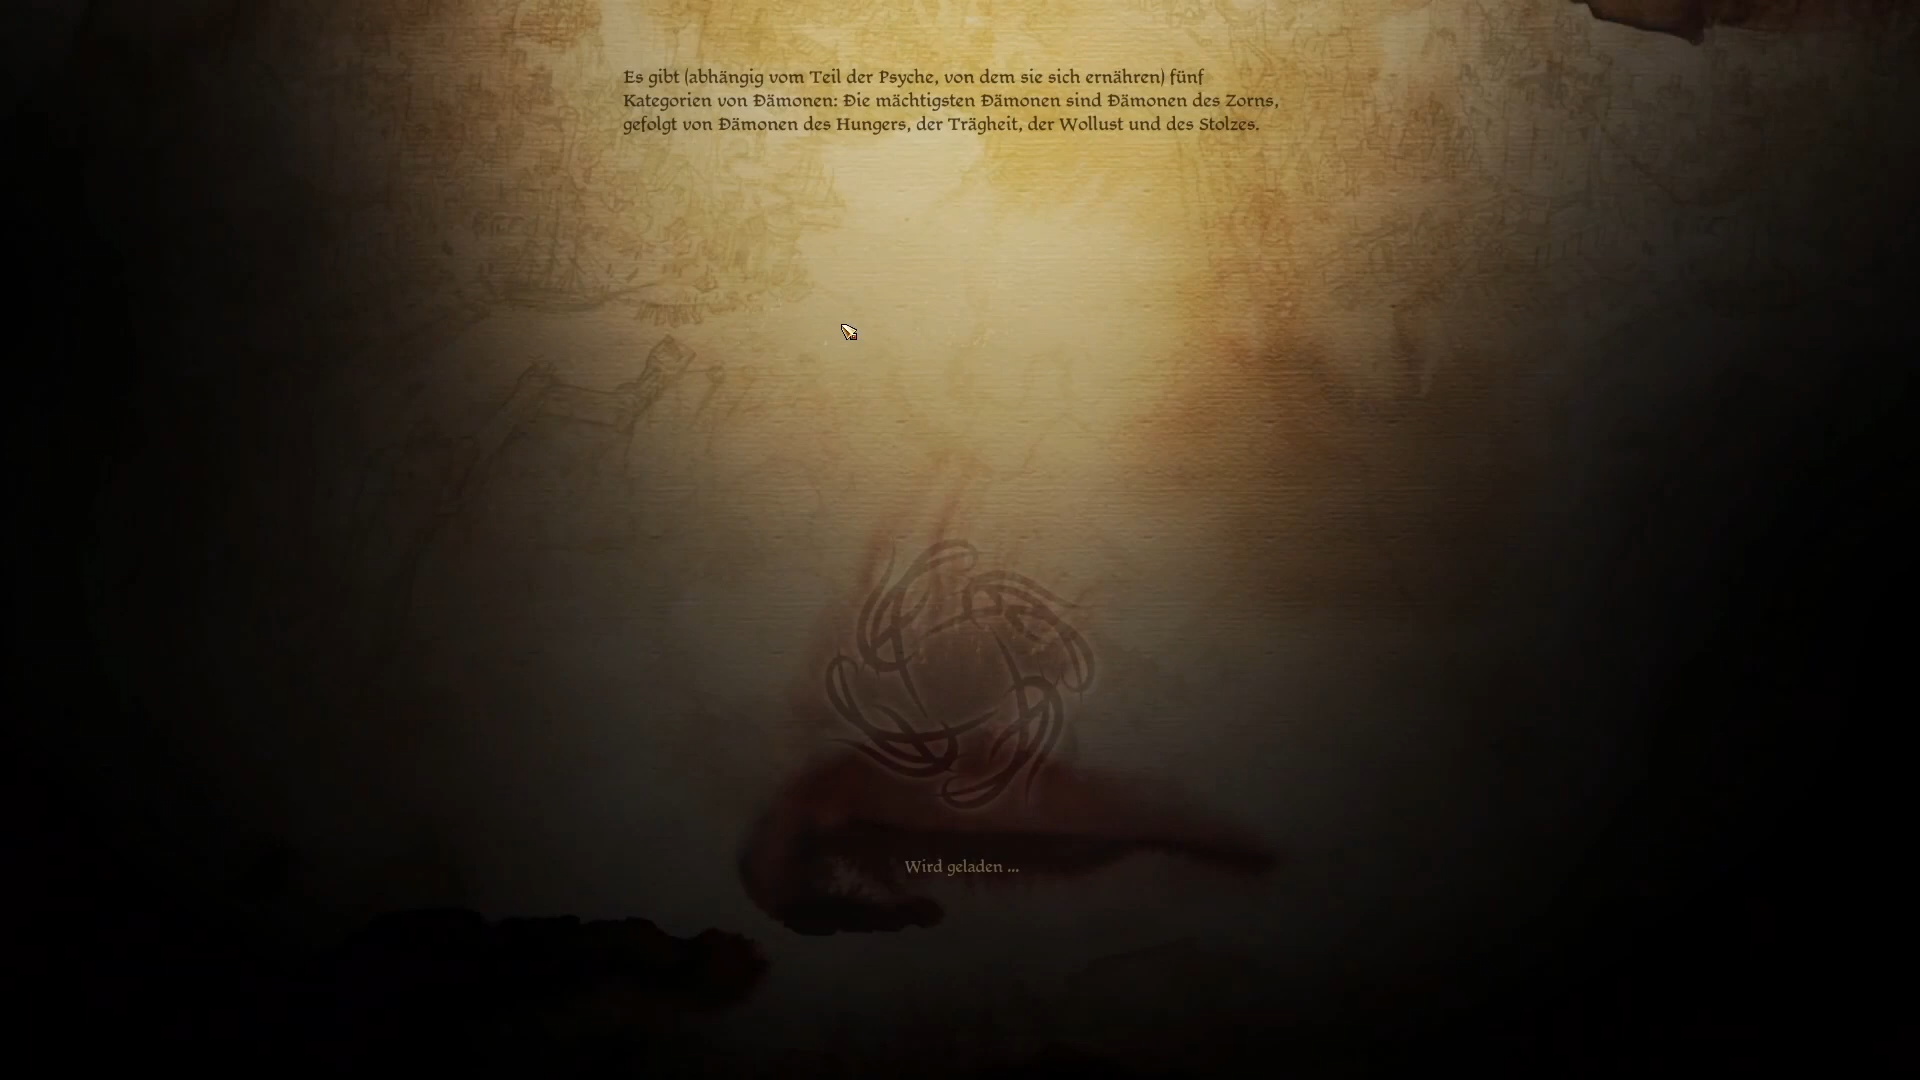 Es gibt (abhängig vom Teil der Psyche, von dem sie sich ernähren) fünf
Kategorien von Dämonen: Die mächtigsten Dämonen sind Dämonen des Zorns,
gefolgt von Dämonen des Hungers, der Trägheit, der Wollust und des Stolzes.
Wird geladen ...